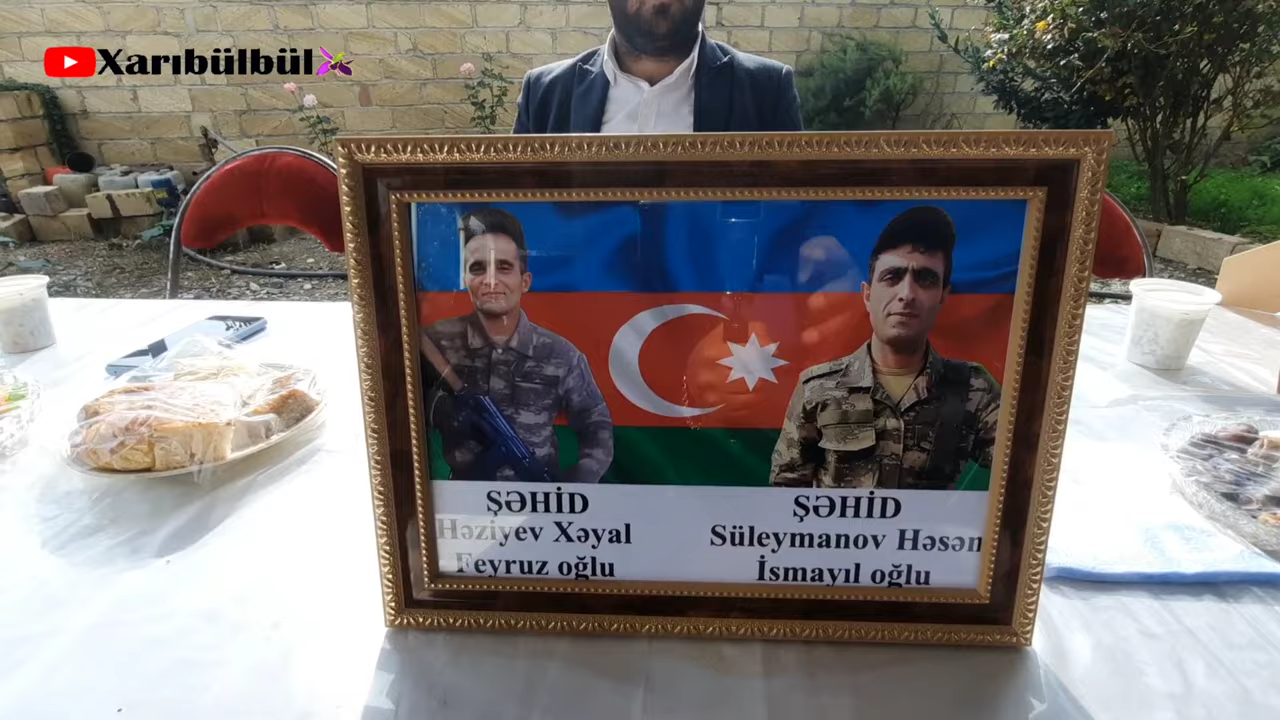 Xarıbülbül
ŞƏHİD
Həziyev Xəyal
Feyruz oğlu
ŞƏHİD
Süleymanov Həsən
İsmayıl oğlu